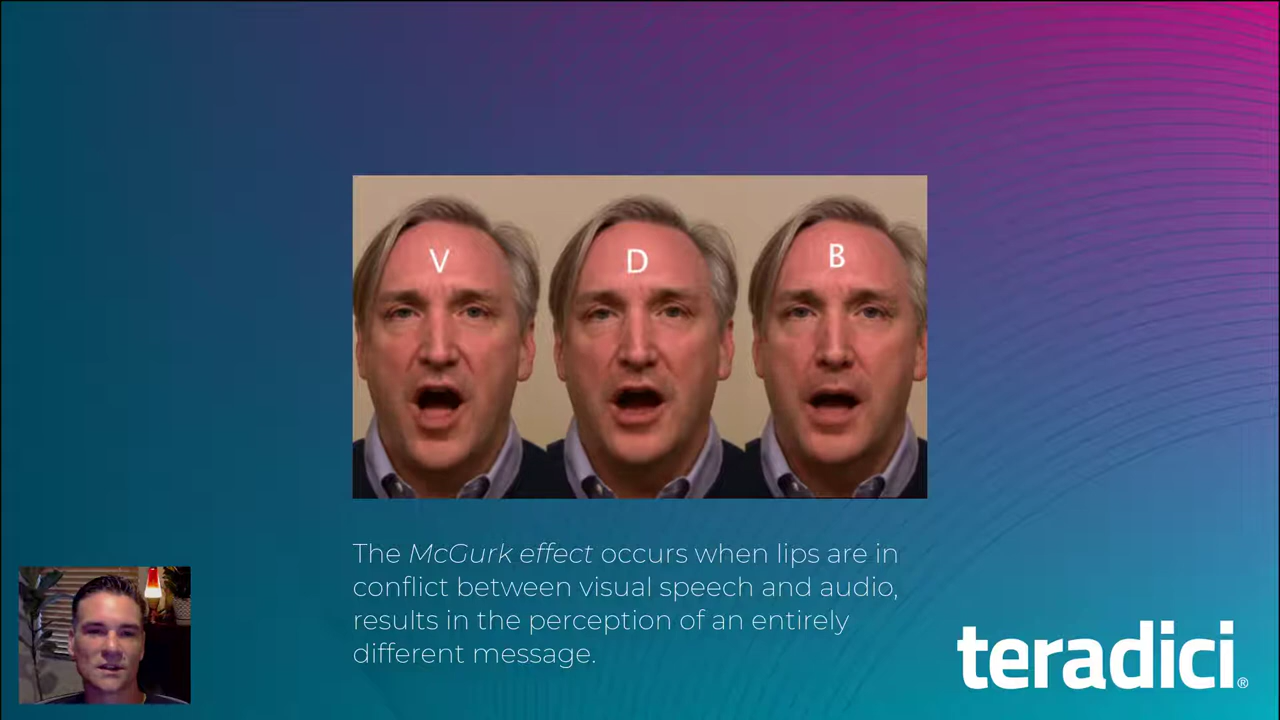 V D B
The McGurk effect occurs when lips are in
conflict between visual speech and audio,
results in the perception of an entirely
different message.
teradici®